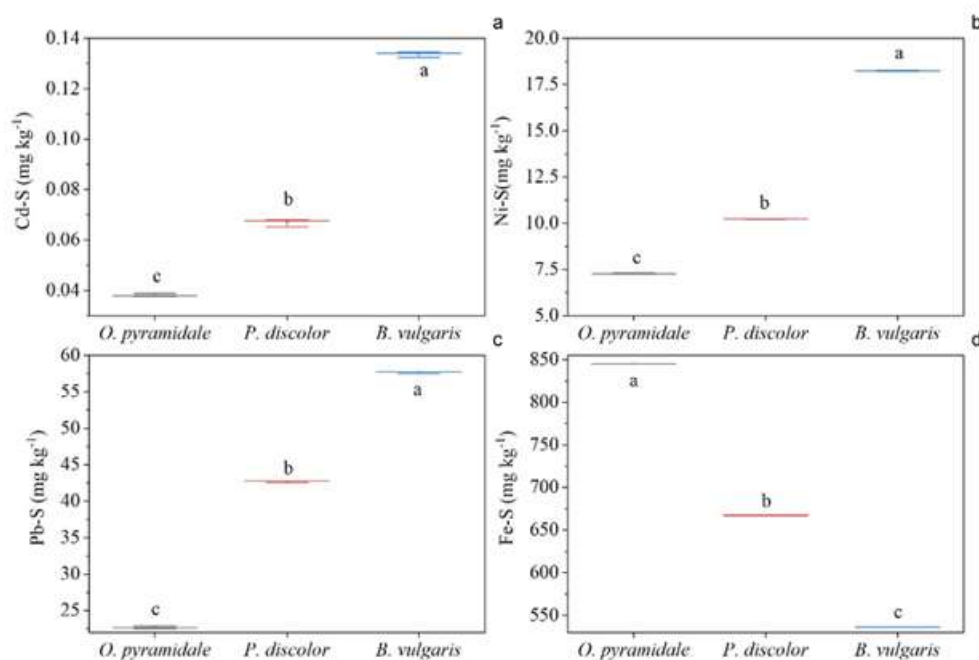 a
0.14
0.12
0.10
0.08
0.06
0.04
Cd-S (mg kg-1)
c
b
a
O. pyramidale P. discolor B. vulgaris
b
20.0
17.5
15.0
12.5
10.0
7.5
5.0
Ni-S(mg kg-1)
c
b
a
O. pyramidale P. discolor B. vulgaris
c
60
55
50
45
40
35
30
25
Pb-S (mg kg-1)
c
b
a
O. pyramidale P. discolor B. vulgaris
d
850
800
750
700
650
600
550
Fe-S (mg kg-1)
a
b
c
O. pyramidale P. discolor B. vulgaris